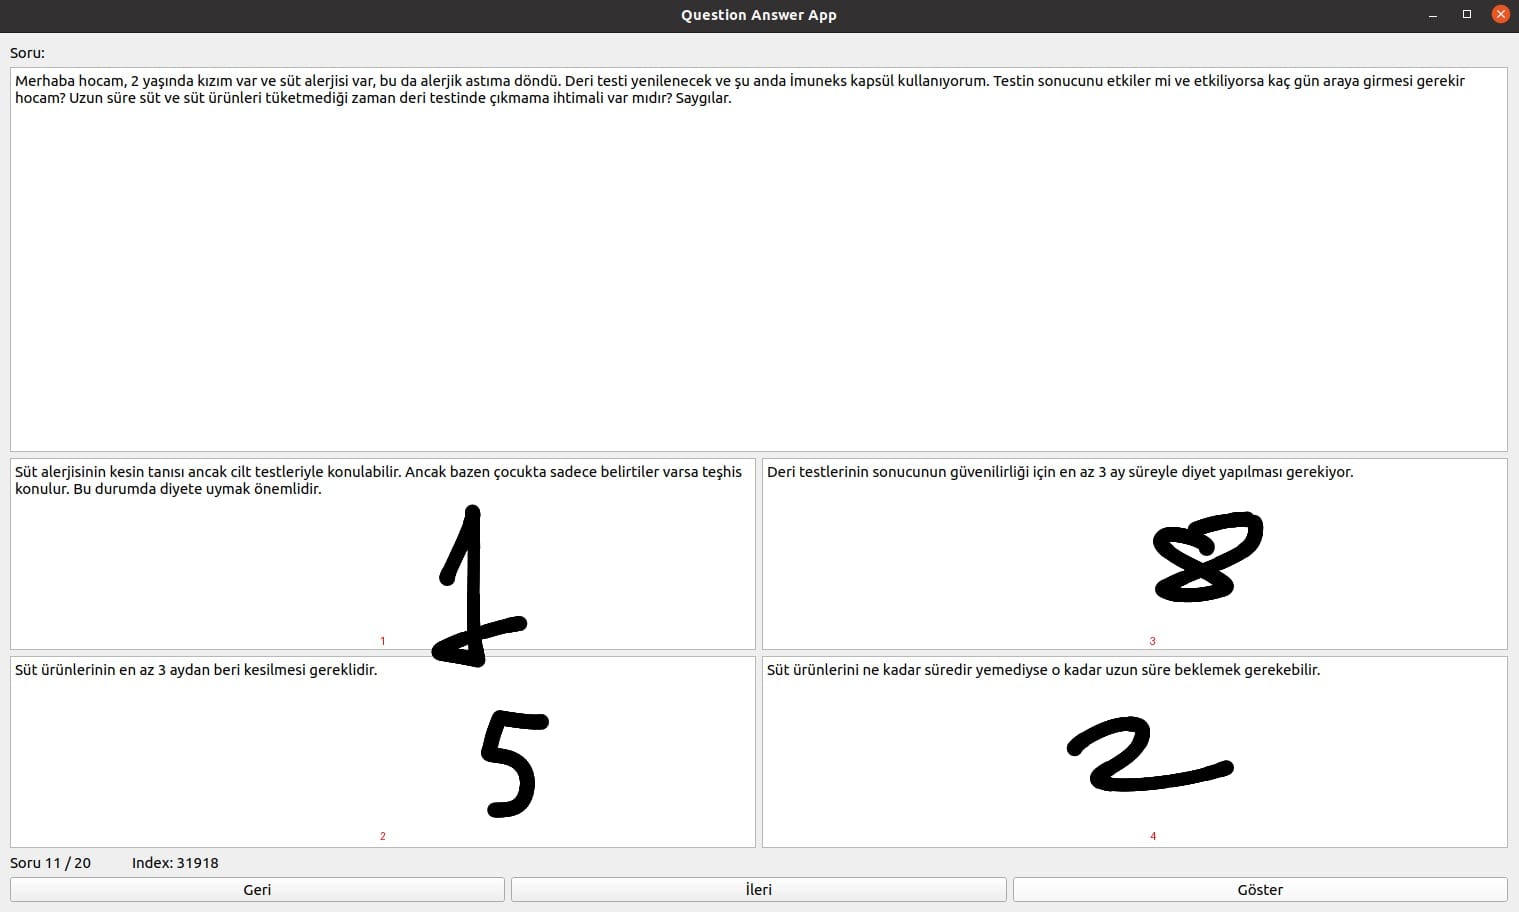 Question Answer App
Soru:
Merhaba hocam, 2 yaşında kızım var ve süt alerjisi var, bu da alerjik astıma döndü. Deri testi yenilenecek ve şu anda İmuneks kapsül kullanıyorum. Testin sonucunu etkiler mi ve etkiliyorsa kaç gün araya girmesi gerekir
hocam? Uzun süre süt ve süt ürünleri tüketmediği zaman deri testinde çıkmama ihtimali var mıdır? Saygılar.
Süt alerjisinin kesin tanısı ancak cilt testleriyle konulabilir. Ancak bazen çocukta sadece belirtiler varsa teşhis
konulur. Bu durumda diyete uymak önemlidir.
1
1
Deri testlerinin sonucunun güvenilirliği için en az 3 ay süreyle diyet yapılması gerekiyor.
8
3
Süt ürünlerinin en az 3 aydan beri kesilmesi gereklidir.
5
2
Süt ürünlerini ne kadar süredir yemediyse o kadar uzun süre beklemek gerekebilir.
2
4
Soru 11 / 20 Index: 31918
Geri İleri Göster